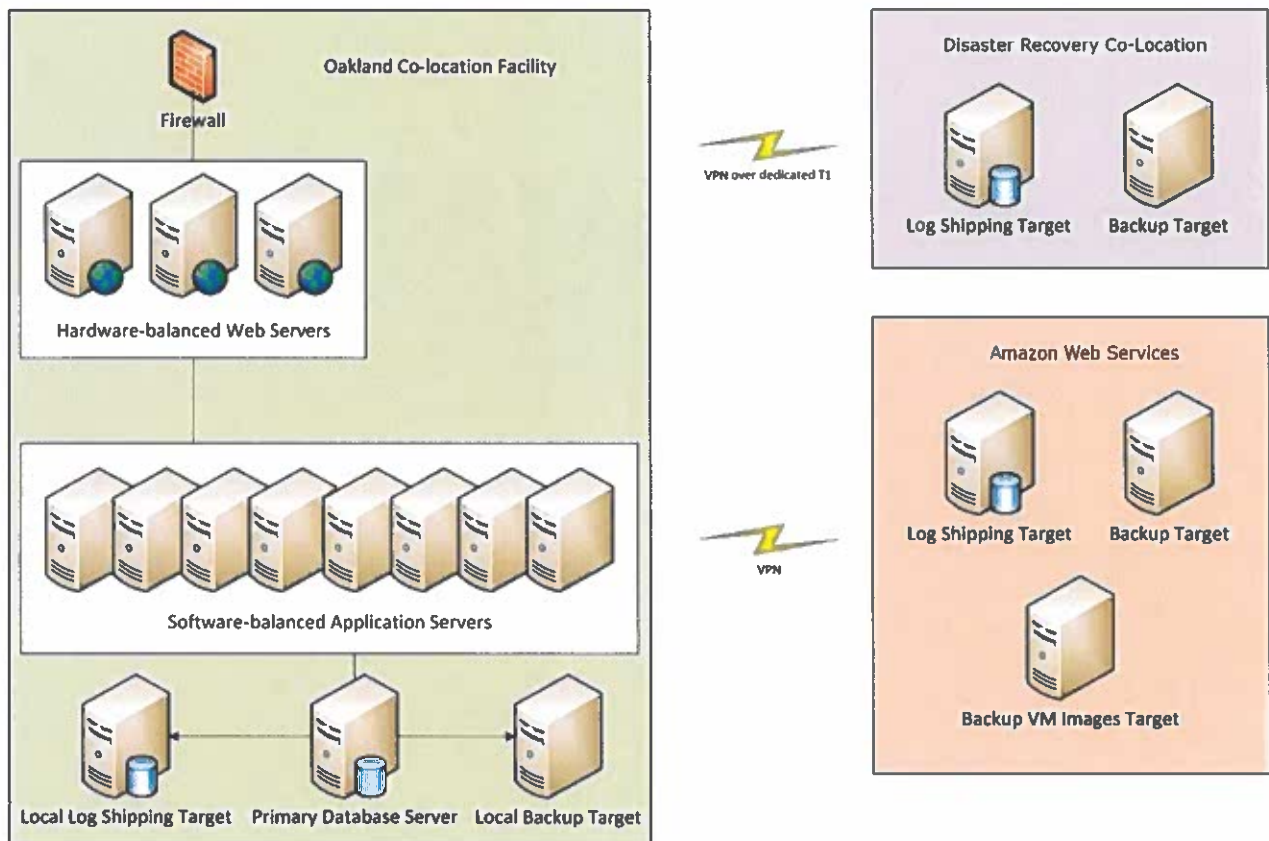 Oakland Co-location Facility
Firewall
Hardware-balanced Web Servers
Software-balanced Application Servers
Local Log Shipping Target
Primary Database Server
Local Backup Target
VPN over dedicated T1
VPN
Disaster Recovery Co-Location
Log Shipping Target
Backup Target
Amazon Web Services
Log Shipping Target
Backup Target
Backup VM Images Target